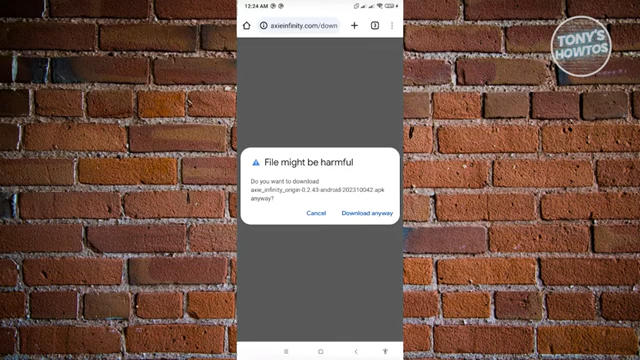 12:24 AM
axieinfinity.com/down
3
TONY'S
HOWTOS
File might be harmful
Do you want to download
axie_infinity_origin-0.2.43-android-202310042.apk
anyway?
Cancel
Download anyway